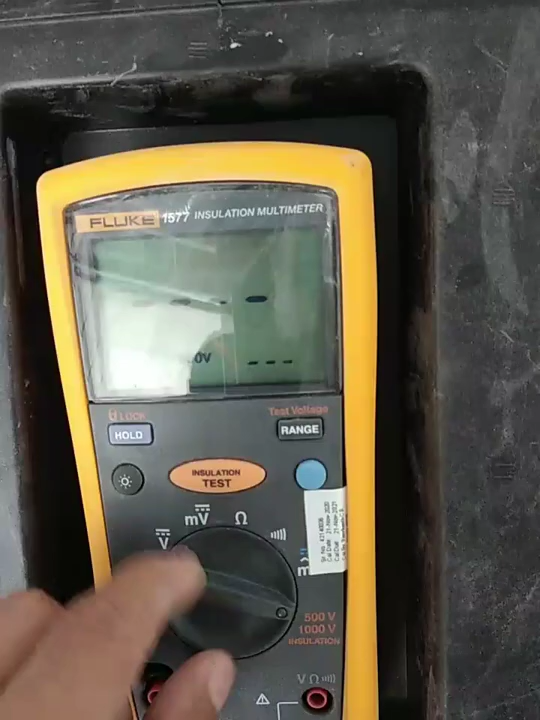 FLUKE 1577 INSULATION MULTIMETER
- . -
0V - - -
LOCK
HOLD
Test Voltage
RANGE
INSULATION
TEST
V
mV
Ω
500 V
1000 V
INSULATION
V Ω